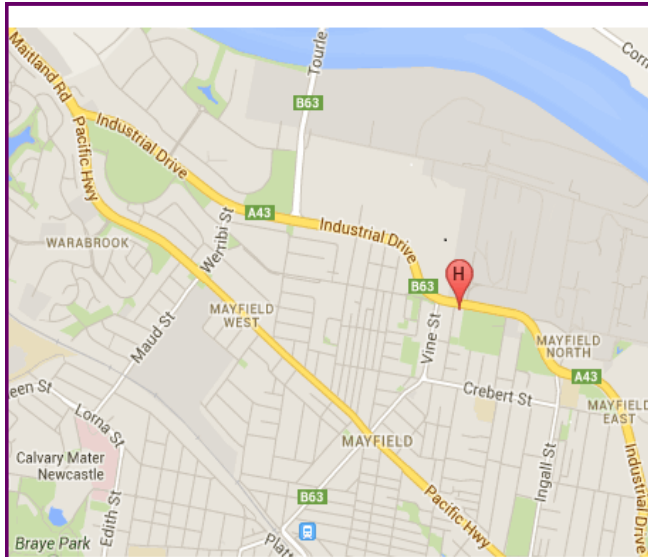 Maitland Rd
Tourle
Corn
B63
Pacific Hwy
Industrial Drive
A43
Industrial Drive
WARABROOK
Werribi St
H
B63
MAYFIELD
WEST
Vine St
MAYFIELD
NORTH
Maud St
A43
Crebert St
MAYFIELD
EAST
een St
Lorna St
MAYFIELD
Ingall St
Industrial Drive
Calvary Mater
Newcastle
Edith St
B63
Pacific Hwy
Platt
Braye Park